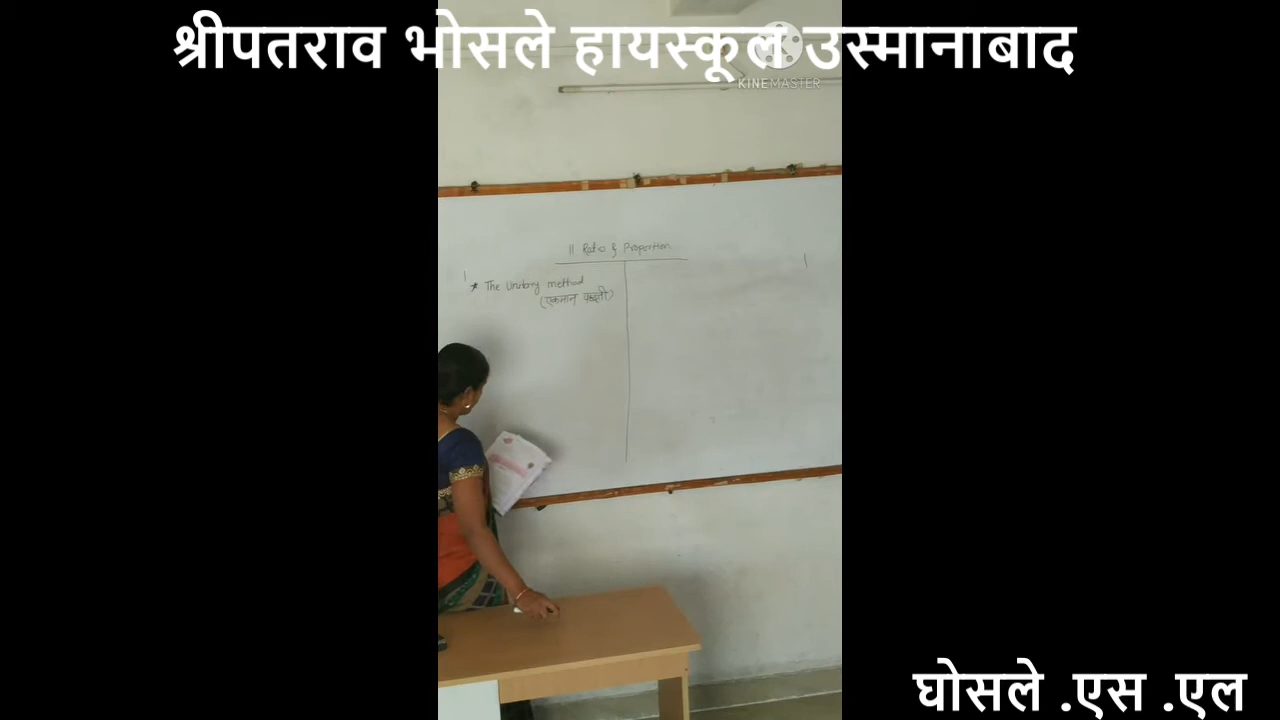 श्रीपतराव भोसले हायस्कूल उस्मानाबाद
KINEMASTER
11 Ratio & Proportion
* The Unitary method
(एकमान पद्धती)
घोसले .एस .एल